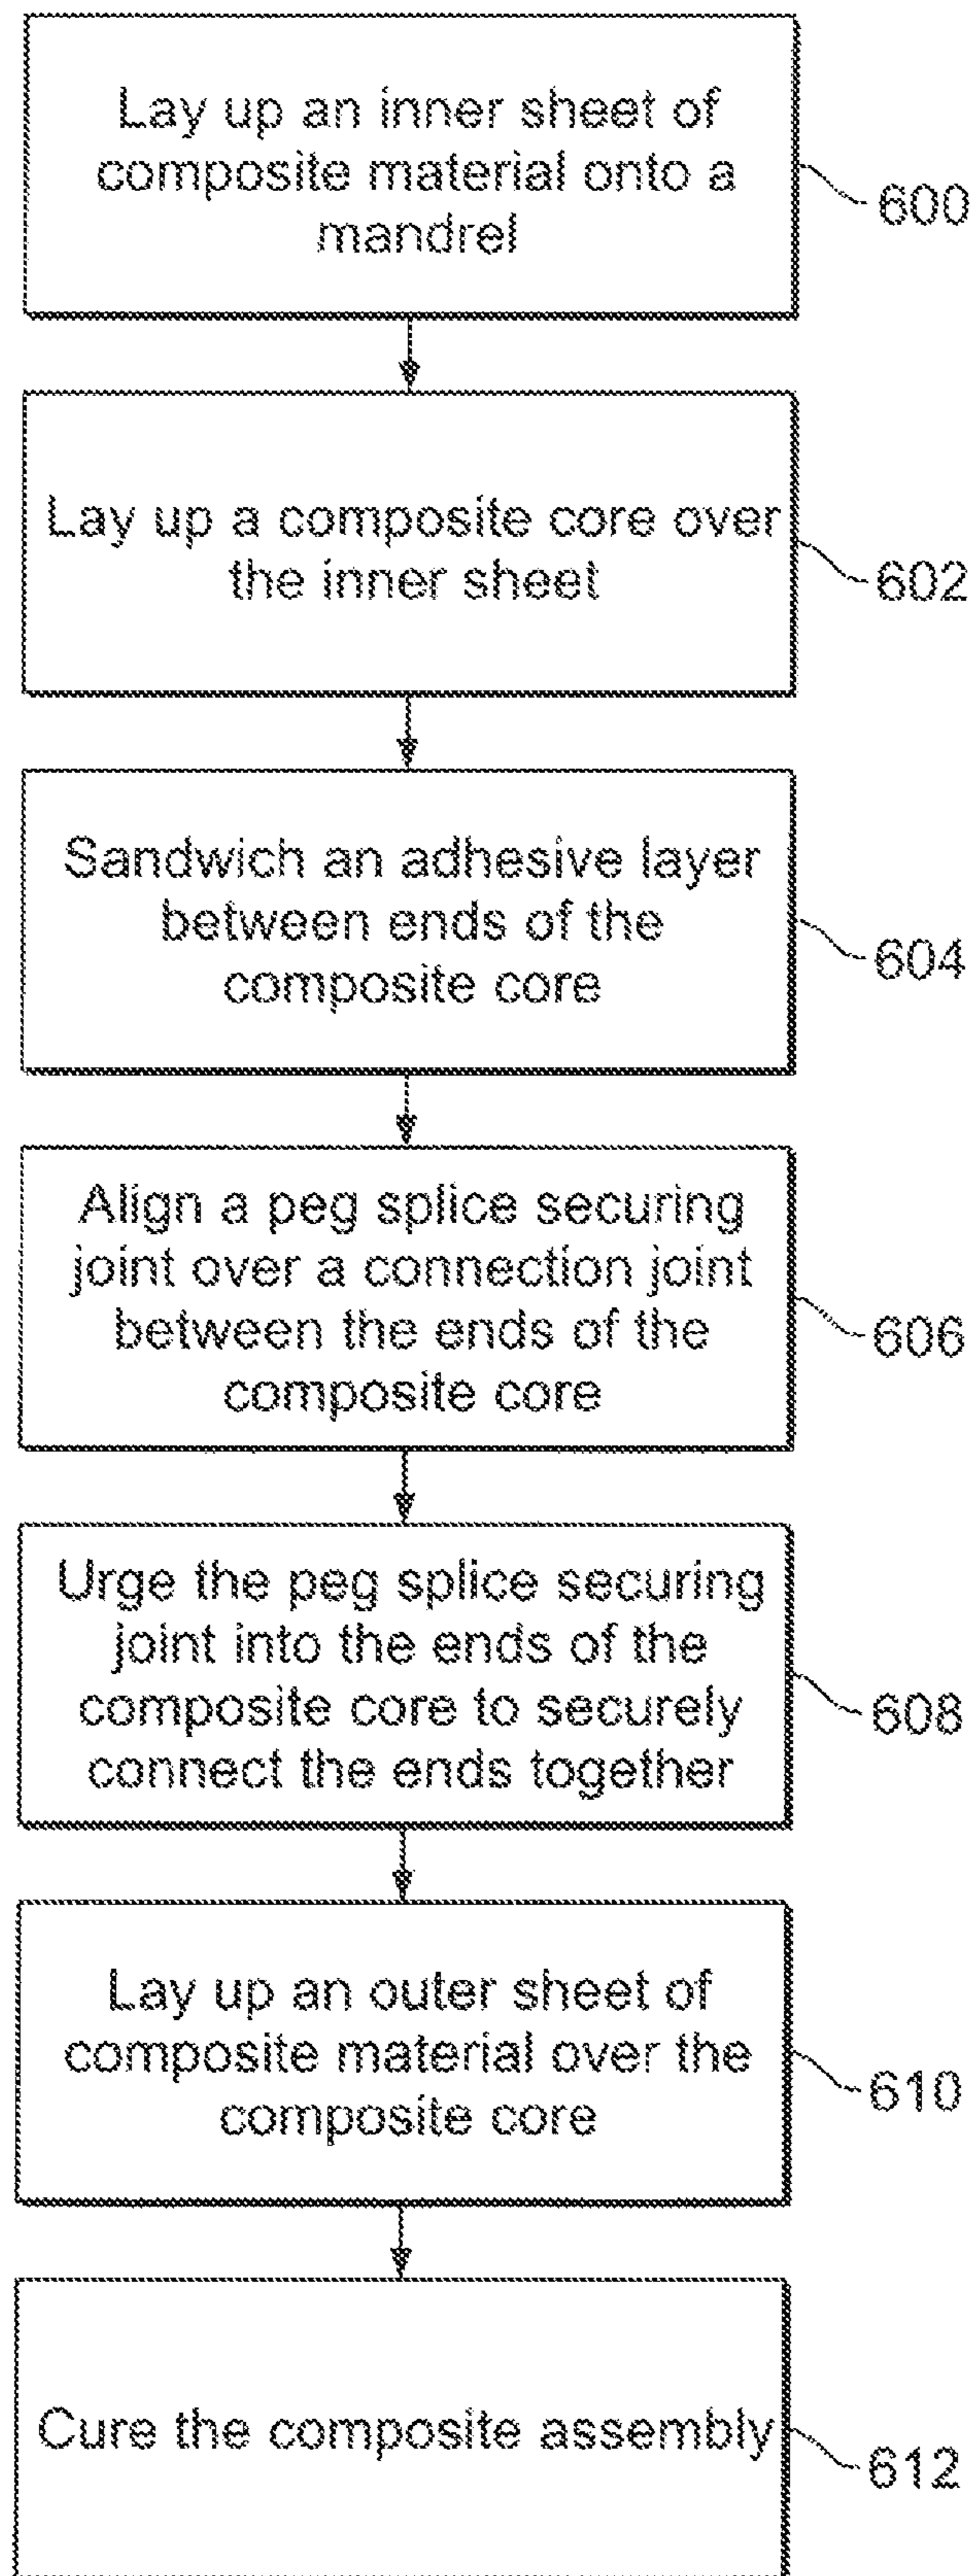 Lay up an inner sheet of
composite material onto a
mandrel
600
Lay up a composite core over
the inner sheet
602
Sandwich an adhesive layer
between ends of the
composite core
604
Align a peg splice securing
joint over a connection joint
between the ends of the
composite core
606
Urge the peg splice securing
joint into the ends of the
composite core to securely
connect the ends together
608
Lay up an outer sheet of
composite material over the
composite core
610
Cure the composite assembly
612